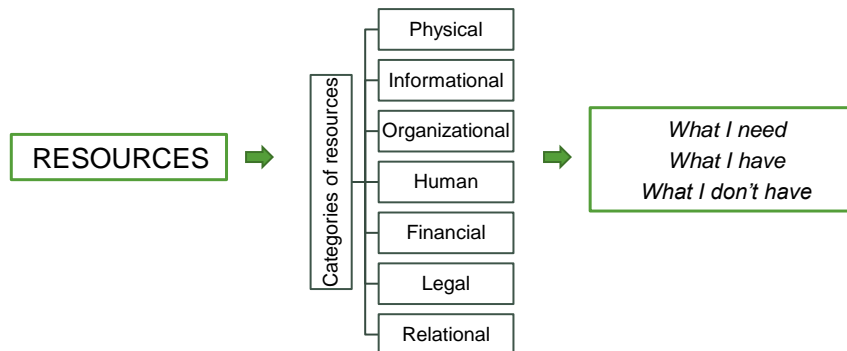 RESOURCES
Categories of resources
Physical
Informational
Organizational
Human
Financial
Legal
Relational
What I need
What I have
What I don't have